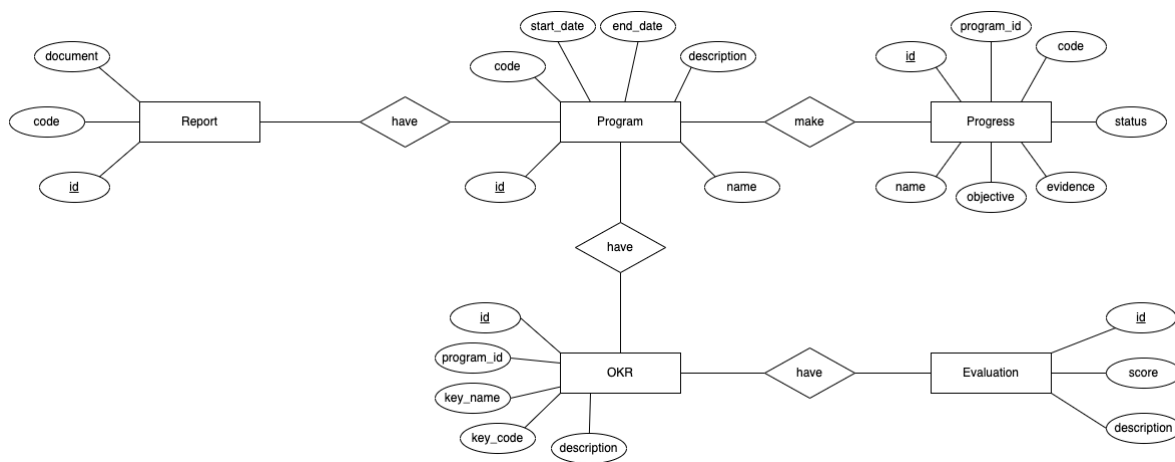 start_date
end_date
program_id
document
code
description
id
code
code
Report
have
Program
make
Progress
status
id
id
name
name
objective
evidence
have
id
id
program_id
OKR
have
Evaluation
score
key_name
key_code
description
description